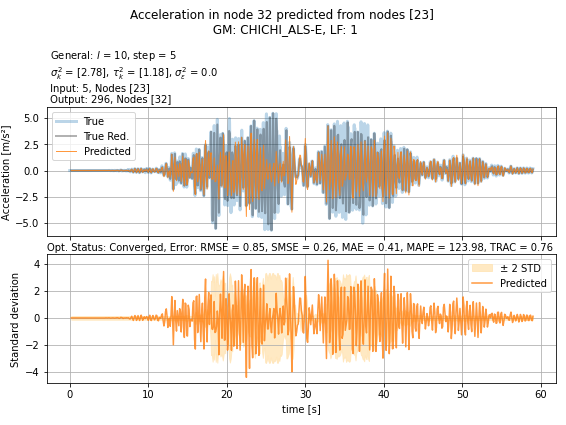 Acceleration in node 32 predicted from nodes [23]
GM: CHICHI_ALS-E, LF: 1
General: l = 10, step = 5
σ²ₖ = [2.78], τ²ₖ = [1.18], σ²ₑ = 0.0
Input: 5, Nodes [23]
Output: 296, Nodes [32]
Acceleration [m/s²]
5.0
2.5
0.0
−2.5
−5.0
True
True Red.
Predicted
Opt. Status: Converged, Error: RMSE = 0.85, SMSE = 0.26, MAE = 0.41, MAPE = 123.98, TRAC = 0.76
Standard deviation
4
2
0
−2
−4
± 2 STD
Predicted
0 10 20 30 40 50 60
time [s]